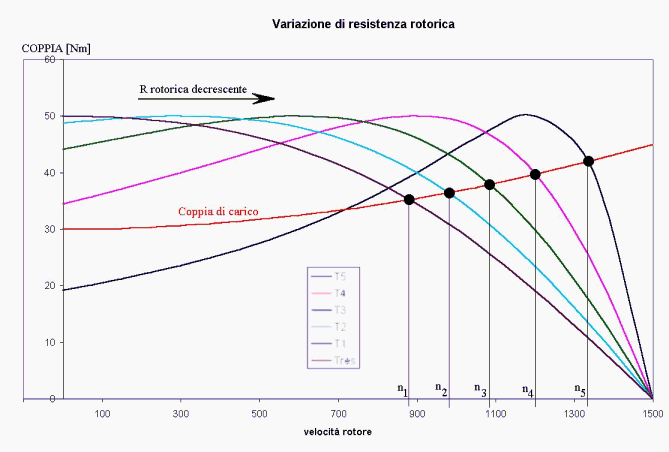 Variazione di resistenza rotorica
COPPIA [Nm]
60
R rotorica decrescente
50
40
Coppia di carico
30
T5
T4
20
T3
T2
T1
10
Tres
n1 n2 n3 n4 n5
0
100 300 500 700 900 1100 1300 1500
velocità rotore